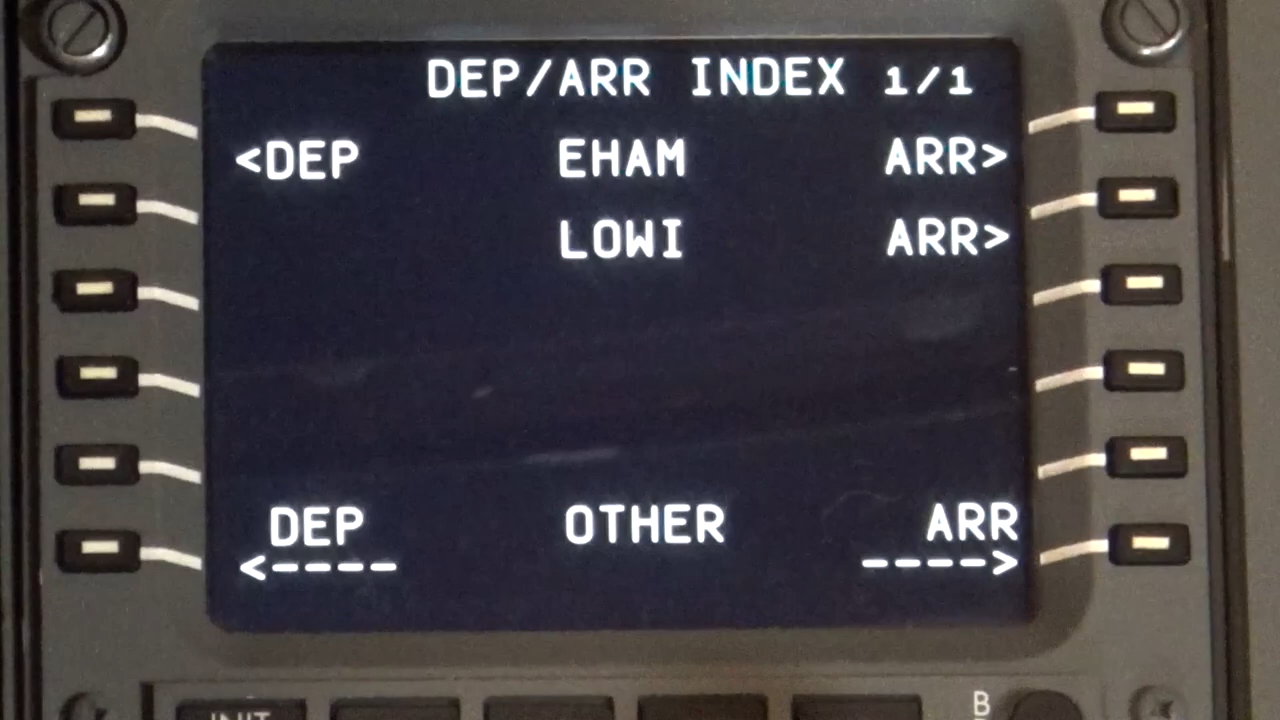 DEP/ARR INDEX 1/1
<DEP EHAM ARR>
LOWI ARR>
DEP OTHER ARR
<---- ---->
INIT
B